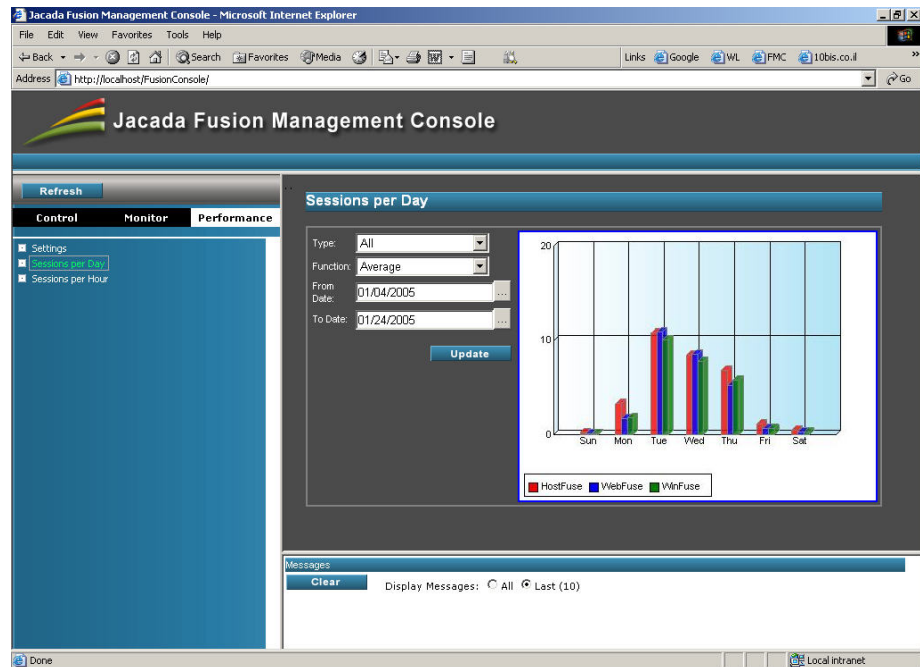 Jacada Fusion Management Console - Microsoft Internet Explorer
File Edit View Favorites Tools Help
Back Search Favorites Media Links Google WL FMC 10bis.co.il »
Address http://localhost/FusionConsole/ Go
Jacada Fusion Management Console
Refresh
Control Monitor Performance
Settings
Sessions per Day
Sessions per Hour
Sessions per Day
Type: All
Function: Average
From Date: 01/04/2005 ...
To Date: 01/24/2005 ...
Update
20
10
0
Sun Mon Tue Wed Thu Fri Sat
HostFuse WebFuse WinFuse
Messages
Clear Display Messages: All Last (10)
Done Local intranet